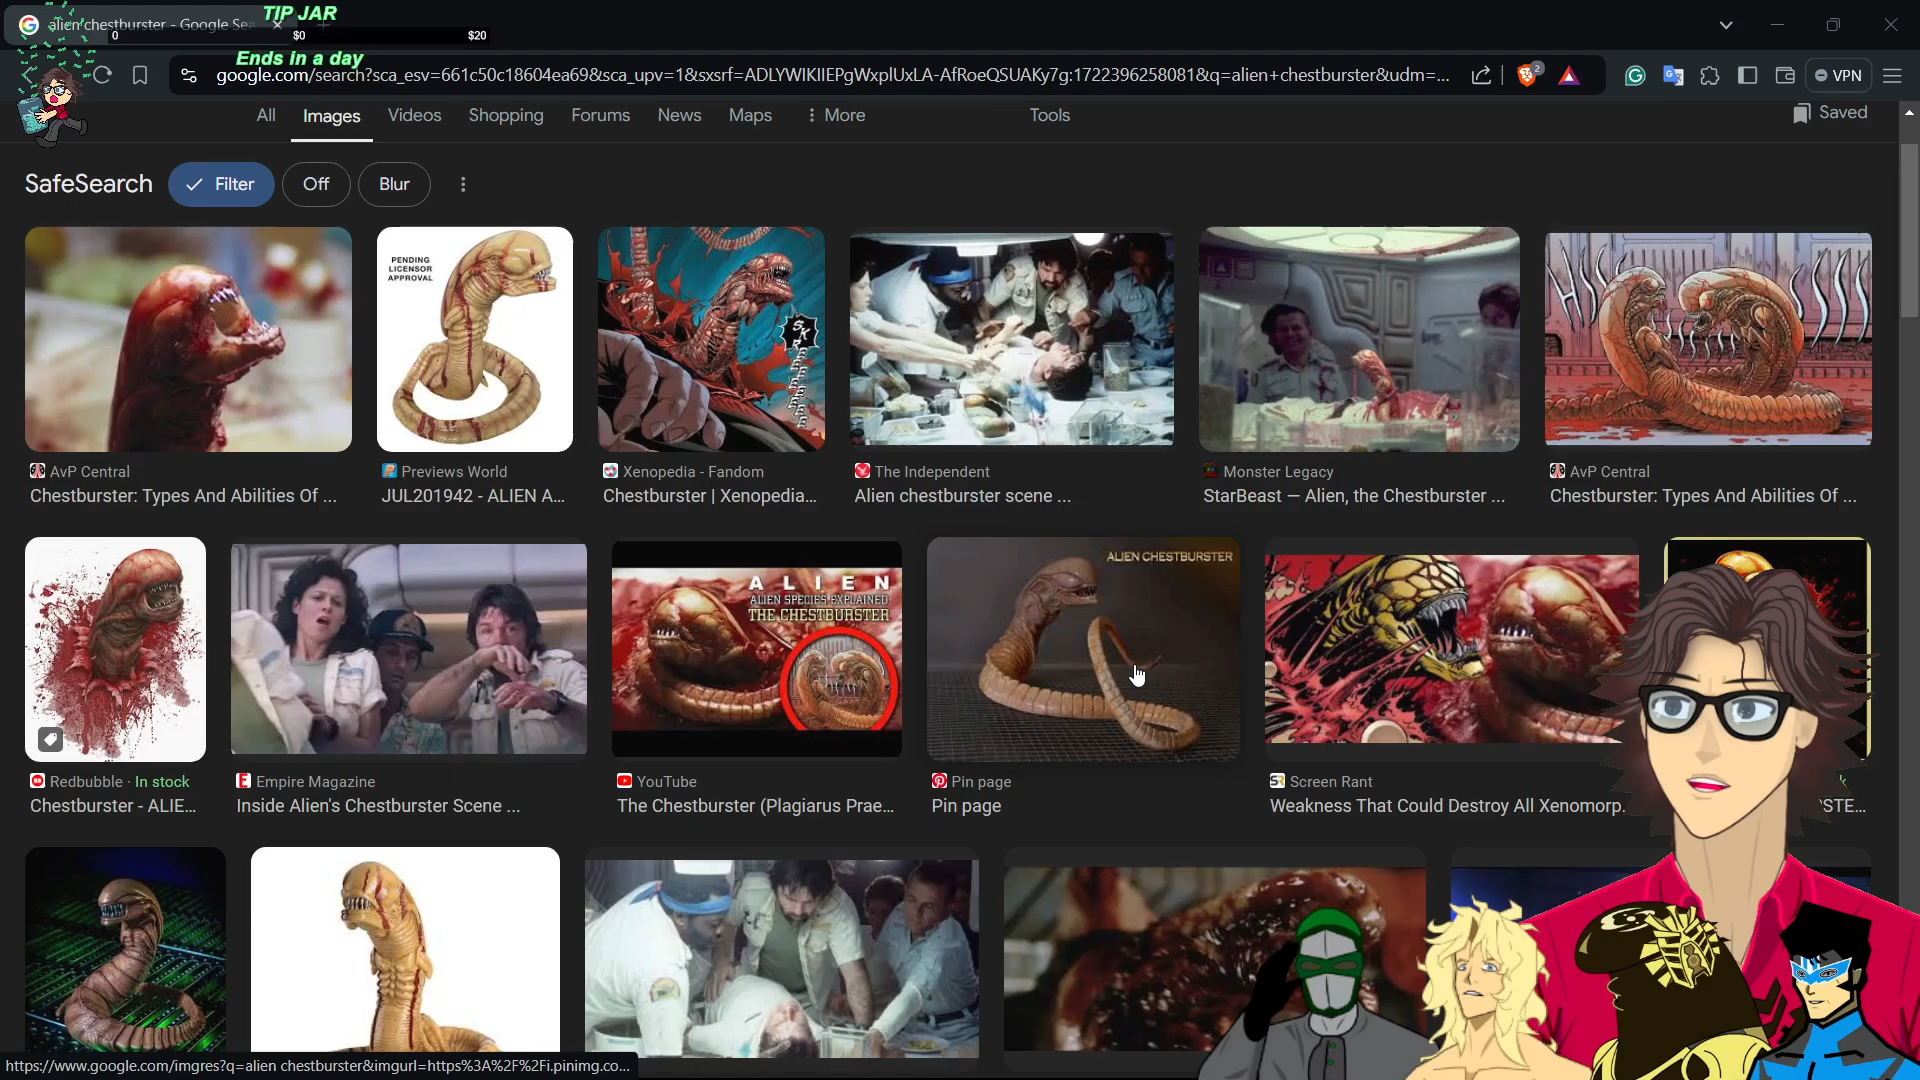 alien chestburster - Google Sea
TIP JAR
0 $0 $20
Ends in a day
google.com/search?sca_esv=661c50c18604ea69&sca_upv=1&sxsrf=ADLYWIKIIEPgWxplUxLA-AfRoeQSUAKy7g:1722396258081&q=alien+chestburster&udm=...
2
VPN
All Images Videos Shopping Forums News Maps More Tools
Saved
SafeSearch Filter Off Blur
PENDING
LICENSOR
APPROVAL
SKREEEEEE
HSS
AvP Central Previews World Xenopedia - Fandom The Independent Monster Legacy AvP Central
Chestburster: Types And Abilities Of ... JUL201942 - ALIEN A... Chestburster | Xenopedia... Alien chestburster scene ... StarBeast — Alien, the Chestburster ... Chestburster: Types And Abilities Of ...
ALIEN
ALIEN SPECIES EXPLAINED
THE CHESTBURSTER
ALIEN CHESTBURSTER
Redbubble · In stock Empire Magazine YouTube Pin page Screen Rant
Chestburster - ALIE... Inside Alien's Chestburster Scene ... The Chestburster (Plagiarus Prae... Pin page Weakness That Could Destroy All Xenomorp. STE...
https://www.google.com/imgres?q=alien chestburster&imgurl=https%3A%2F%2Fi.pinimg.co...